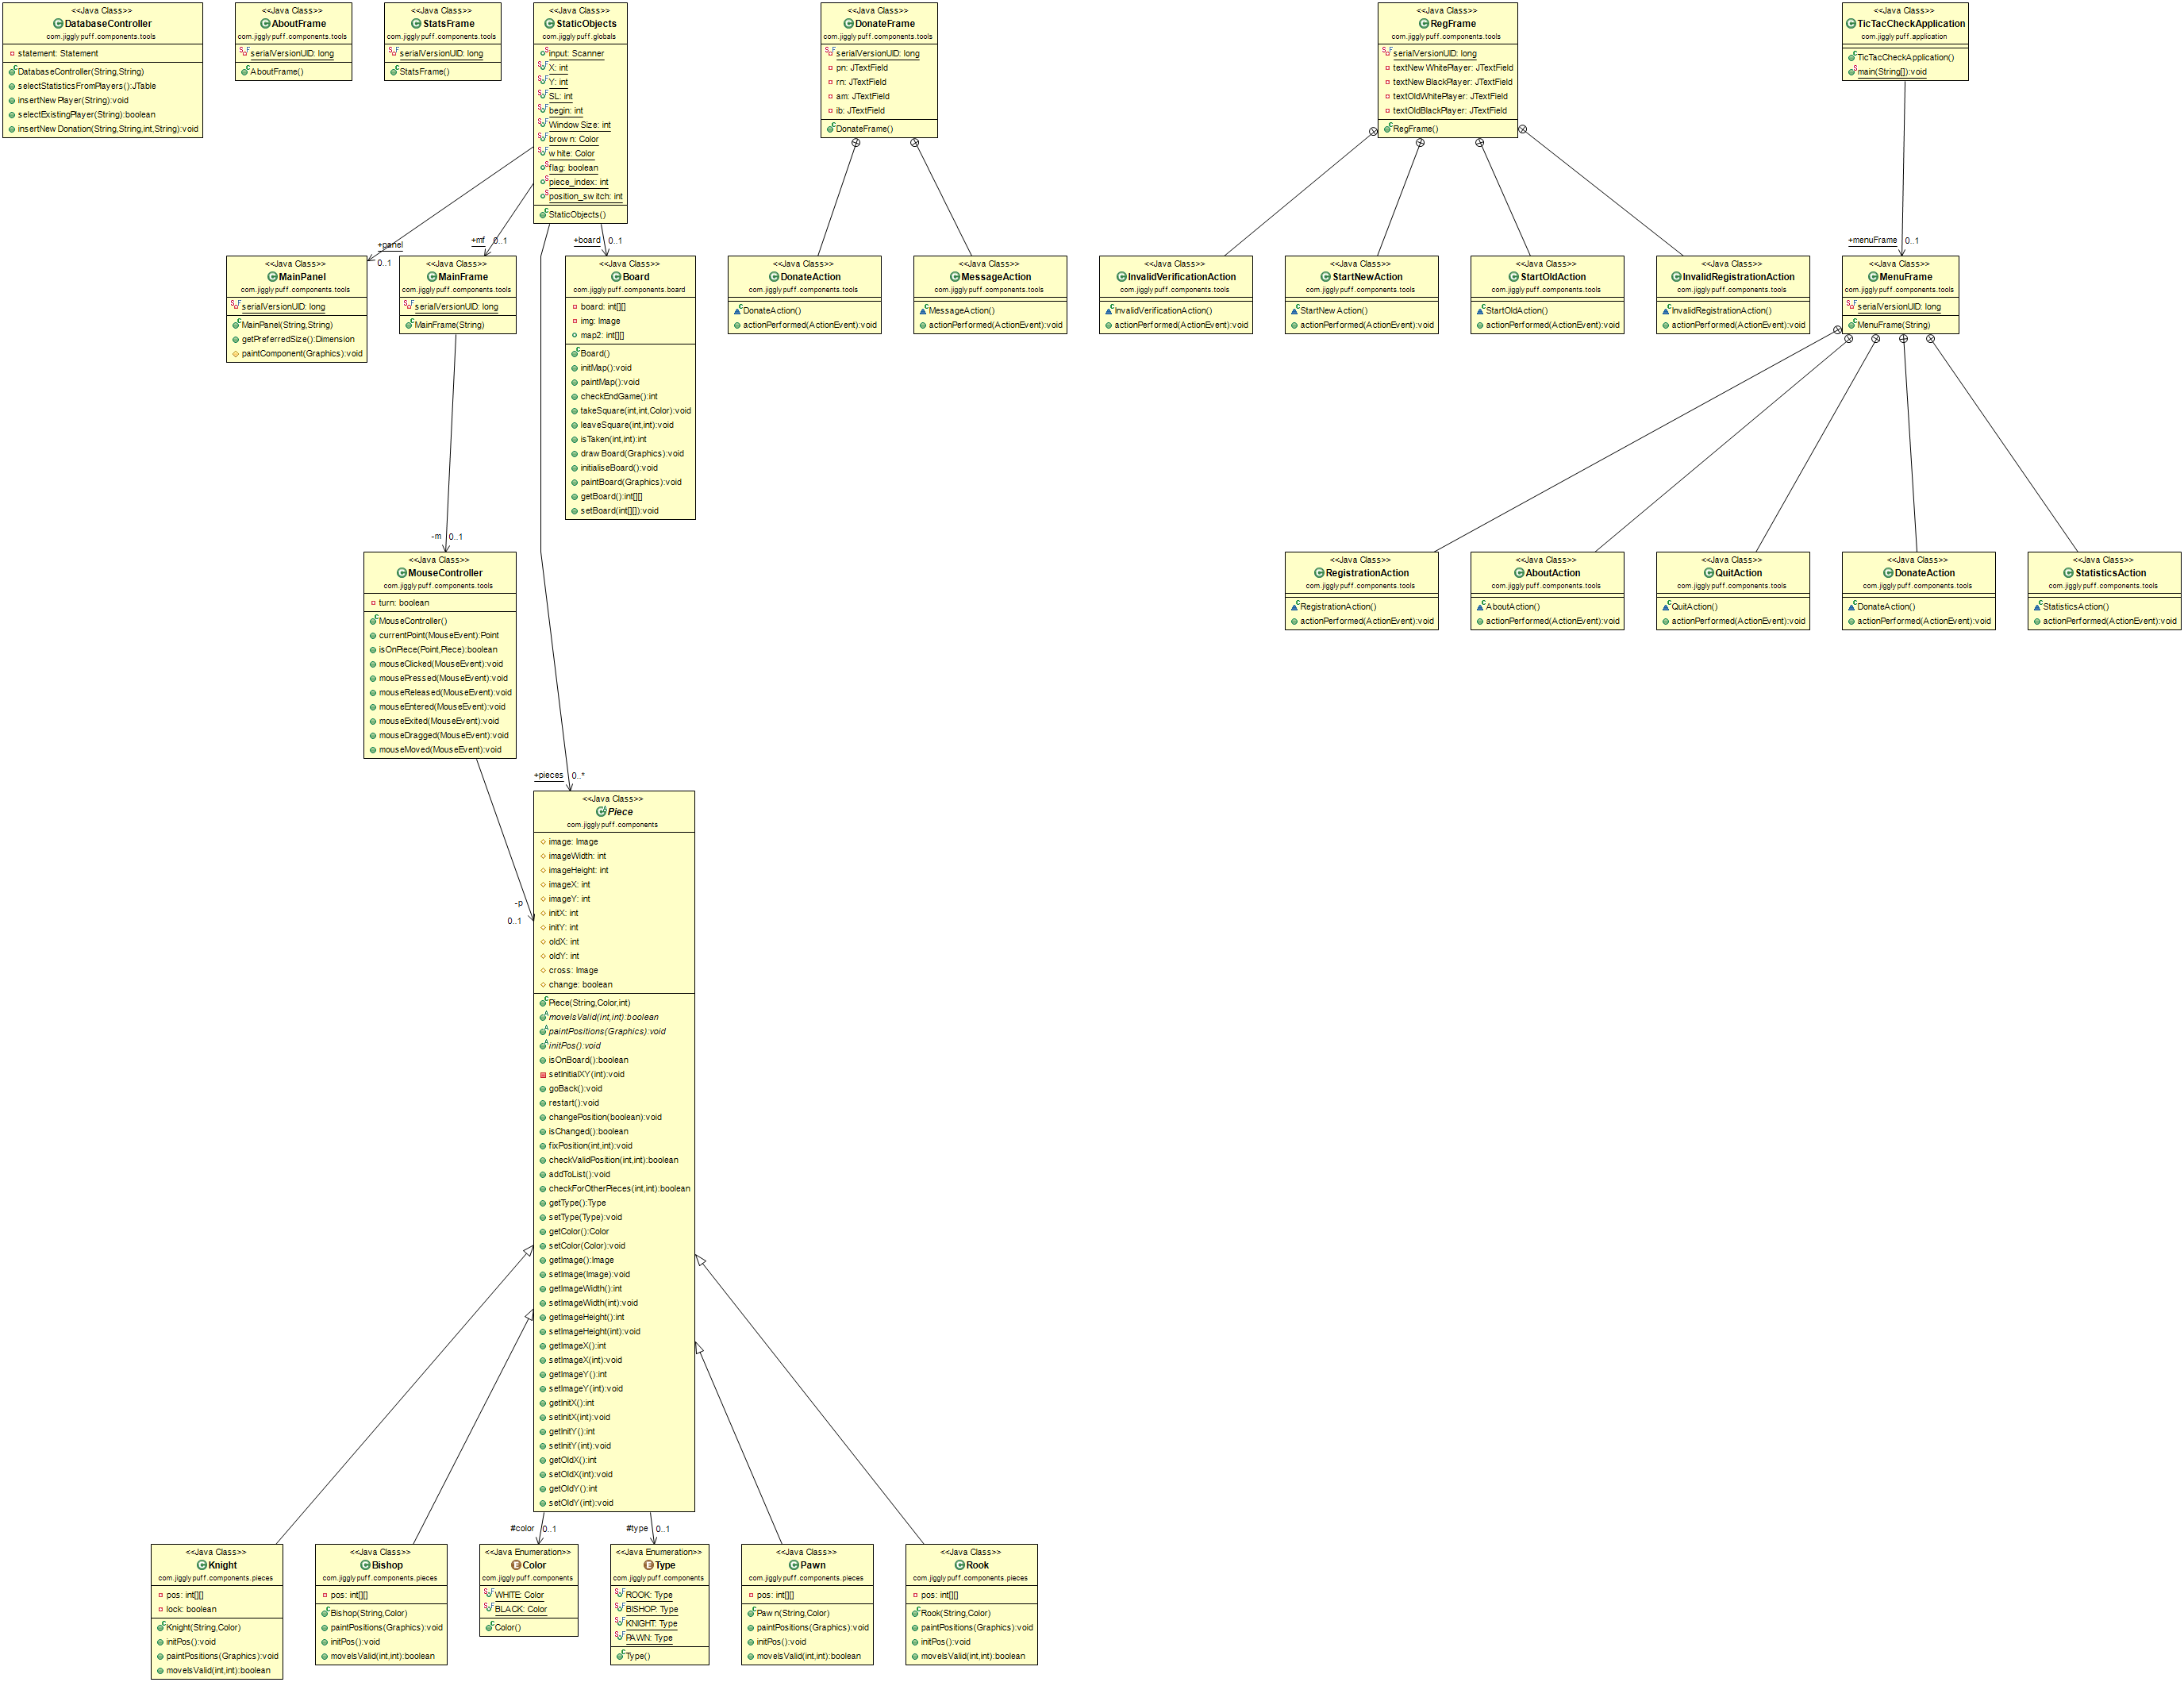 <<Java Class>>
DatabaseController
com.jigglypuff.components.tools
statement: Statement
DatabaseController(String,String)
selectStatisticsFromPlayers():JTable
insertNewPlayer(String):void
selectExistingPlayer(String):boolean
insertNewDonation(String,String,int,String):void
<<Java Class>>
AboutFrame
com.jigglypuff.components.tools
serialVersionUID: long
AboutFrame()
<<Java Class>>
StatsFrame
com.jigglypuff.components.tools
serialVersionUID: long
StatsFrame()
<<Java Class>>
StaticObjects
com.jigglypuff.globals
input: Scanner
X: int
Y: int
SL: int
begin: int
WindowSize: int
brown: Color
white: Color
flag: boolean
piece_index: int
position_switch: int
StaticObjects()
<<Java Class>>
DonateFrame
com.jigglypuff.components.tools
serialVersionUID: long
pn: JTextField
rn: JTextField
am: JTextField
ib: JTextField
DonateFrame()
<<Java Class>>
RegFrame
com.jigglypuff.components.tools
serialVersionUID: long
textNewWhitePlayer: JTextField
textNewBlackPlayer: JTextField
textOldWhitePlayer: JTextField
textOldBlackPlayer: JTextField
RegFrame()
<<Java Class>>
TicTacCheckApplication
com.jigglypuff.application
TicTacCheckApplication()
main(String[]):void
+panel
0..1
+mf
0..1
+board
0..1
+menuFrame
0..1
<<Java Class>>
MainPanel
com.jigglypuff.components.tools
serialVersionUID: long
MainPanel(String,String)
getPreferredSize():Dimension
paintComponent(Graphics):void
<<Java Class>>
MainFrame
com.jigglypuff.components.tools
serialVersionUID: long
MainFrame(String)
<<Java Class>>
Board
com.jigglypuff.components.board
board: int[][]
img: Image
map2: int[][]
Board()
initMap():void
paintMap():void
checkEndGame():int
takeSquare(int,int,Color):void
leaveSquare(int,int):void
isTaken(int,int):int
drawBoard(Graphics):void
initialiseBoard():void
paintBoard(Graphics):void
getBoard():int[][]
setBoard(int[][]):void
<<Java Class>>
DonateAction
com.jigglypuff.components.tools
DonateAction()
actionPerformed(ActionEvent):void
<<Java Class>>
MessageAction
com.jigglypuff.components.tools
MessageAction()
actionPerformed(ActionEvent):void
<<Java Class>>
InvalidVerificationAction
com.jigglypuff.components.tools
InvalidVerificationAction()
actionPerformed(ActionEvent):void
<<Java Class>>
StartNewAction
com.jigglypuff.components.tools
StartNewAction()
actionPerformed(ActionEvent):void
<<Java Class>>
StartOldAction
com.jigglypuff.components.tools
StartOldAction()
actionPerformed(ActionEvent):void
<<Java Class>>
InvalidRegistrationAction
com.jigglypuff.components.tools
InvalidRegistrationAction()
actionPerformed(ActionEvent):void
<<Java Class>>
MenuFrame
com.jigglypuff.components.tools
serialVersionUID: long
MenuFrame(String)
-m
0..1
<<Java Class>>
MouseController
com.jigglypuff.components.tools
turn: boolean
MouseController()
currentPoint(MouseEvent):Point
isOnPiece(Point,Piece):boolean
mouseClicked(MouseEvent):void
mousePressed(MouseEvent):void
mouseReleased(MouseEvent):void
mouseEntered(MouseEvent):void
mouseExited(MouseEvent):void
mouseDragged(MouseEvent):void
mouseMoved(MouseEvent):void
<<Java Class>>
RegistrationAction
com.jigglypuff.components.tools
RegistrationAction()
actionPerformed(ActionEvent):void
<<Java Class>>
AboutAction
com.jigglypuff.components.tools
AboutAction()
actionPerformed(ActionEvent):void
<<Java Class>>
QuitAction
com.jigglypuff.components.tools
QuitAction()
actionPerformed(ActionEvent):void
<<Java Class>>
DonateAction
com.jigglypuff.components.tools
DonateAction()
actionPerformed(ActionEvent):void
<<Java Class>>
StatisticsAction
com.jigglypuff.components.tools
StatisticsAction()
actionPerformed(ActionEvent):void
+pieces
0..*
-p
0..1
<<Java Class>>
Piece
com.jigglypuff.components
image: Image
imageWidth: int
imageHeight: int
imageX: int
imageY: int
initX: int
initY: int
oldX: int
oldY: int
cross: Image
change: boolean
Piece(String,Color,int)
moveIsValid(int,int):boolean
paintPositions(Graphics):void
initPos():void
isOnBoard():boolean
setInitialXY(int):void
goBack():void
restart():void
changePosition(boolean):void
isChanged():boolean
fixPosition(int,int):void
checkValidPosition(int,int):boolean
addToList():void
checkForOtherPieces(int,int):boolean
getType():Type
setType(Type):void
getColor():Color
setColor(Color):void
getImage():Image
setImage(Image):void
getImageWidth():int
setImageWidth(int):void
getImageHeight():int
setImageHeight(int):void
getImageX():int
setImageX(int):void
getImageY():int
setImageY(int):void
getInitX():int
setInitX(int):void
getInitY():int
setInitY(int):void
getOldX():int
setOldX(int):void
getOldY():int
setOldY(int):void
#color
0..1
#type
0..1
<<Java Class>>
Knight
com.jigglypuff.components.pieces
pos: int[][]
lock: boolean
Knight(String,Color)
initPos():void
paintPositions(Graphics):void
moveIsValid(int,int):boolean
<<Java Class>>
Bishop
com.jigglypuff.components.pieces
pos: int[][]
Bishop(String,Color)
paintPositions(Graphics):void
initPos():void
moveIsValid(int,int):boolean
<<Java Enumeration>>
Color
com.jigglypuff.components
WHITE: Color
BLACK: Color
Color()
<<Java Enumeration>>
Type
com.jigglypuff.components
ROOK: Type
BISHOP: Type
KNIGHT: Type
PAWN: Type
Type()
<<Java Class>>
Pawn
com.jigglypuff.components.pieces
pos: int[][]
Pawn(String,Color)
paintPositions(Graphics):void
initPos():void
moveIsValid(int,int):boolean
<<Java Class>>
Rook
com.jigglypuff.components.pieces
pos: int[][]
Rook(String,Color)
paintPositions(Graphics):void
initPos():void
moveIsValid(int,int):boolean